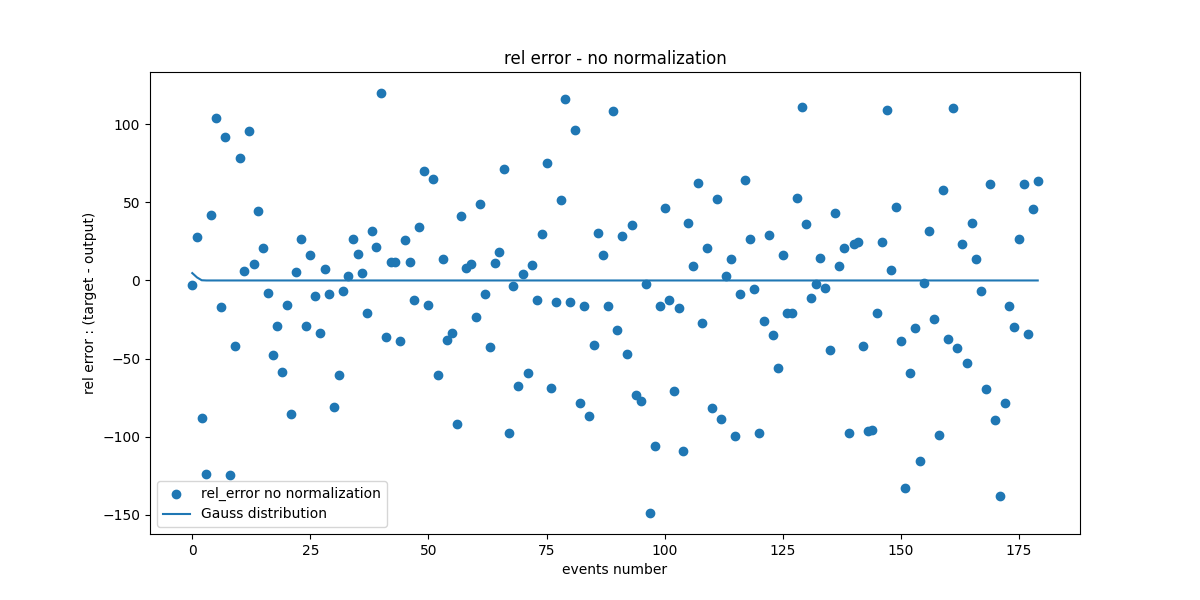 rel error - no normalization
rel error : (target - output)
100
50
0
−50
−100
−150
rel_error no normalization
Gauss distribution
0 25 50 75 100 125 150 175
events number